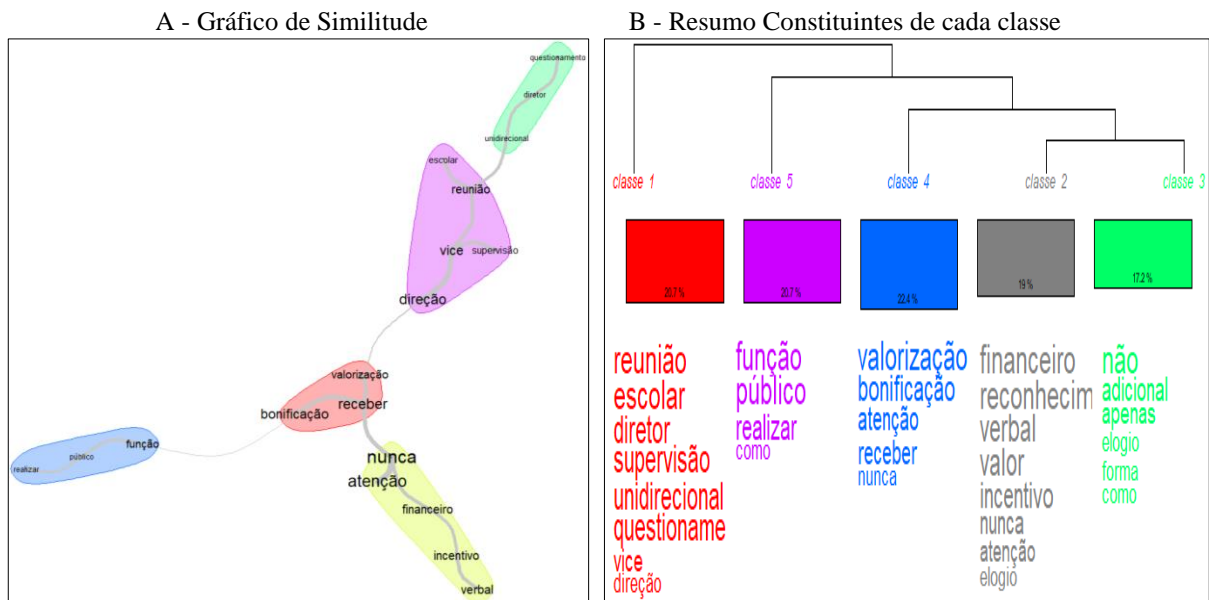 A - Gráfico de Similitude
B - Resumo Constituintes de cada classe
questionamento
diretor
unidirecional
escolar
reunião
vice
supervisão
direção
valorização
receber
bonificação
função
público
realizar
nunca
atenção
financeiro
incentivo
verbal
classe 1
classe 5
classe 4
classe 2
classe 3
20.7 %
20.7 %
22.4 %
19 %
17.2 %
reunião
escolar
diretor
supervisão
unidirecional
questioname
vice
direção
função
público
realizar
como
valorização
bonificação
atenção
receber
nunca
financeiro
reconhecim
verbal
valor
incentivo
nunca
atenção
elogio
não
adicional
apenas
elogio
forma
como